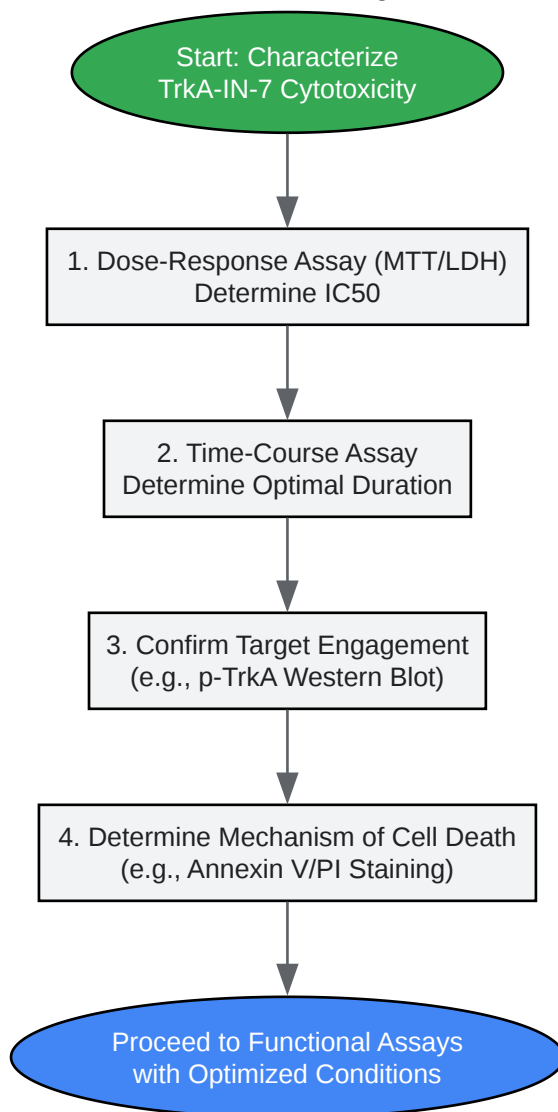 Start: Characterize
TrkA-IN-7 Cytotoxicity
1. Dose-Response Assay (MTT/LDH)
Determine IC50
2. Time-Course Assay
Determine Optimal Duration
3. Confirm Target Engagement
(e.g., p-TrkA Western Blot)
4. Determine Mechanism of Cell Death
(e.g., Annexin V/PI Staining)
Proceed to Functional Assays
with Optimized Conditions